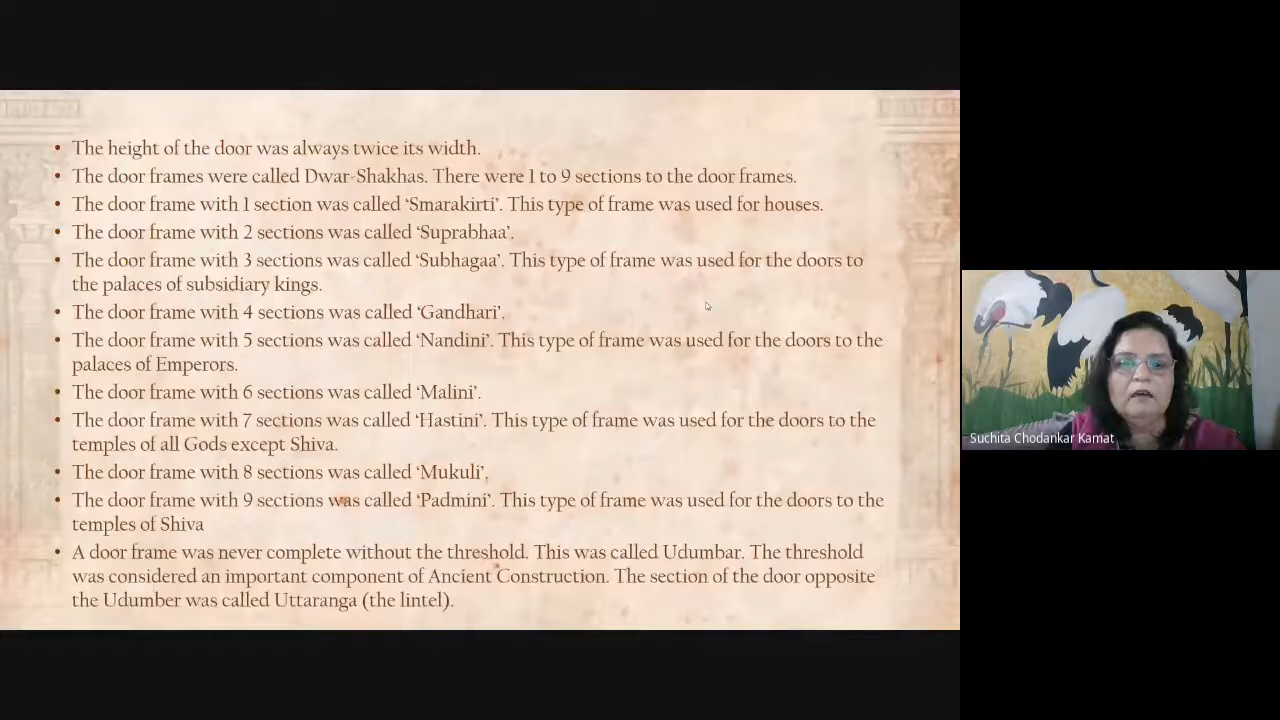 • The height of the door was always twice its width.
• The door frames were called Dwar-Shakhas. There were 1 to 9 sections to the door frames.
• The door frame with 1 section was called ‘Smarakirti’. This type of frame was used for houses.
• The door frame with 2 sections was called ‘Suprabhaa’.
• The door frame with 3 sections was called ‘Subhagaa’. This type of frame was used for the doors to
the palaces of subsidiary kings.
• The door frame with 4 sections was called ‘Gandhari’.
• The door frame with 5 sections was called ‘Nandini’. This type of frame was used for the doors to the
palaces of Emperors.
• The door frame with 6 sections was called ‘Malini’.
• The door frame with 7 sections was called ‘Hastini’. This type of frame was used for the doors to the
temples of all Gods except Shiva.
• The door frame with 8 sections was called ‘Mukuli’,
• The door frame with 9 sections was called ‘Padmini’. This type of frame was used for the doors to the
temples of Shiva
• A door frame was never complete without the threshold. This was called Udumbar. The threshold
was considered an important component of Ancient Construction. The section of the door opposite
the Udumber was called Uttaranga (the lintel).
Suchita Chodankar Kamat